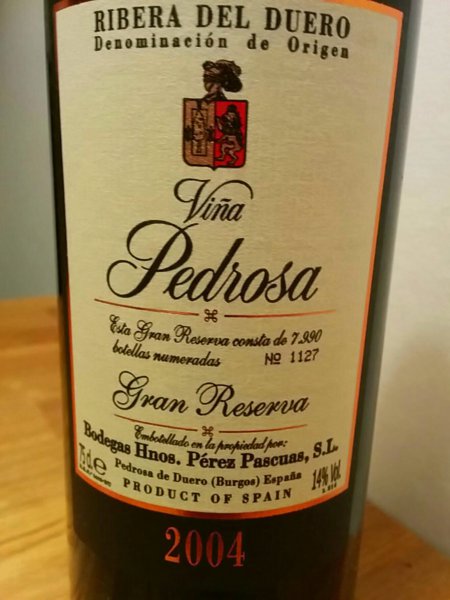 RIBERA DEL DUERO
Denominación de Origen
Viña
Pedrosa
Esta Gran Reserva consta de 7.990
botellas numeradas Nº 1127
Gran Reserva
Embotellado en la propiedad por:
Bodegas Hnos. Pérez Pascuas, S.L.
75 cl. e
Pedrosa de Duero (Burgos) España
14% Vol.
PRODUCT OF SPAIN
2004